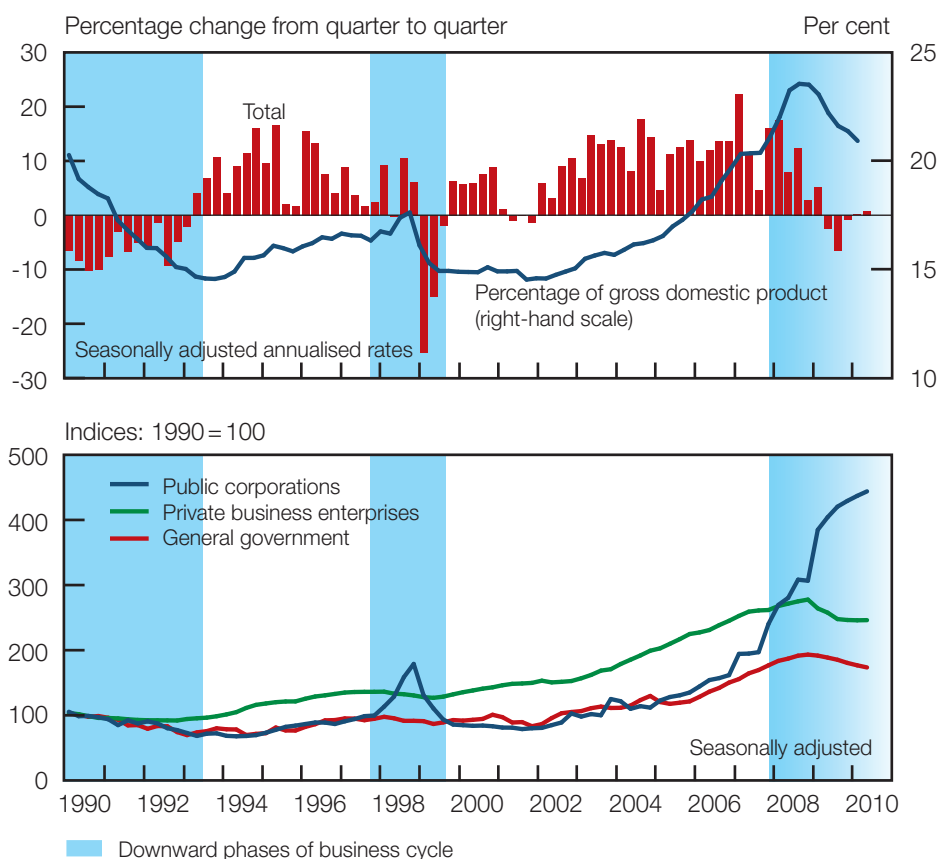 Percentage change from quarter to quarter Per cent
30 25
20
Total
10 20
0
-10 15
Percentage of gross domestic product
(right-hand scale)
-20
Seasonally adjusted annualised rates
-30 10
Indices: 1990 = 100
500
Public corporations
Private business enterprises
400
General government
300
200
100
Seasonally adjusted
0
1990 1992 1994 1996 1998 2000 2002 2004 2006 2008 2010
Downward phases of business cycle